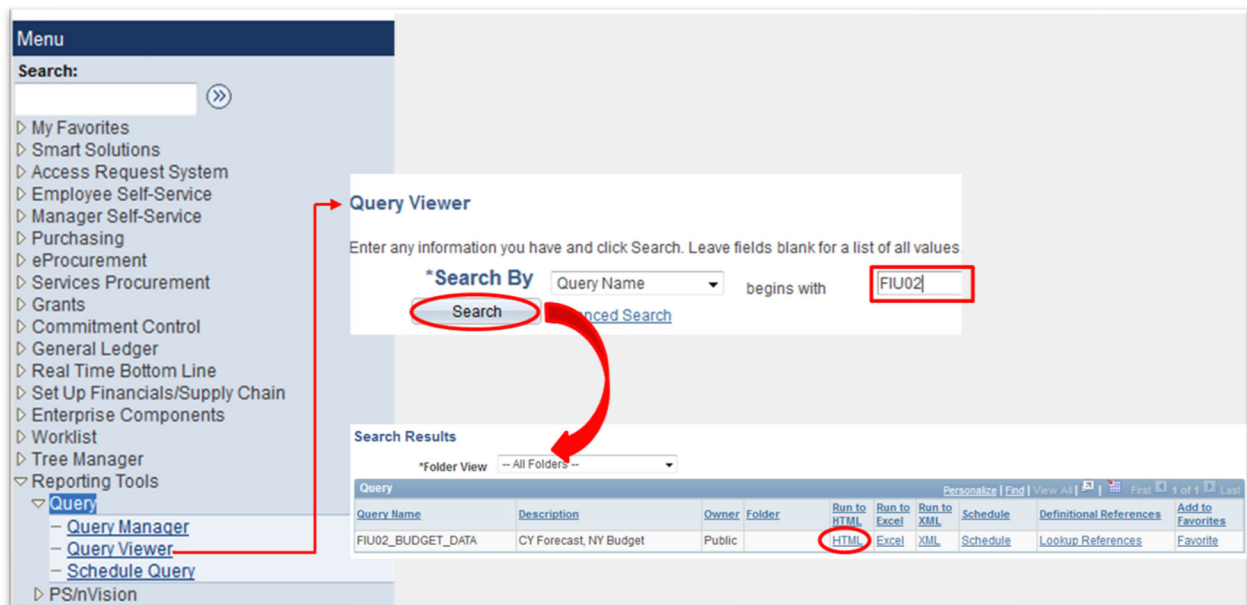 Menu
Search:
My Favorites
Smart Solutions
Access Request System
Employee Self-Service
Manager Self-Service
Purchasing
eProcurement
Services Procurement
Grants
Commitment Control
General Ledger
Real Time Bottom Line
Set Up Financials/Supply Chain
Enterprise Components
Worklist
Tree Manager
Reporting Tools
Query
Query Manager
Query Viewer
Schedule Query
PS/nVision
Query Viewer
Enter any information you have and click Search. Leave fields blank for a list of all values
*Search By Query Name begins with FIU02
Search Search
Search Results
*Folder View -- All Folders --
Query Personalize | Find | View All | | First 1 of 1 Last
Query Name Description Owner Folder Run to HTML Run to Excel Run to XML Schedule Definitional References Add to Favorites
FIU02_BUDGET_DATA CY Forecast, NY Budget Public HTML Excel XML Schedule Lookup References Favorite